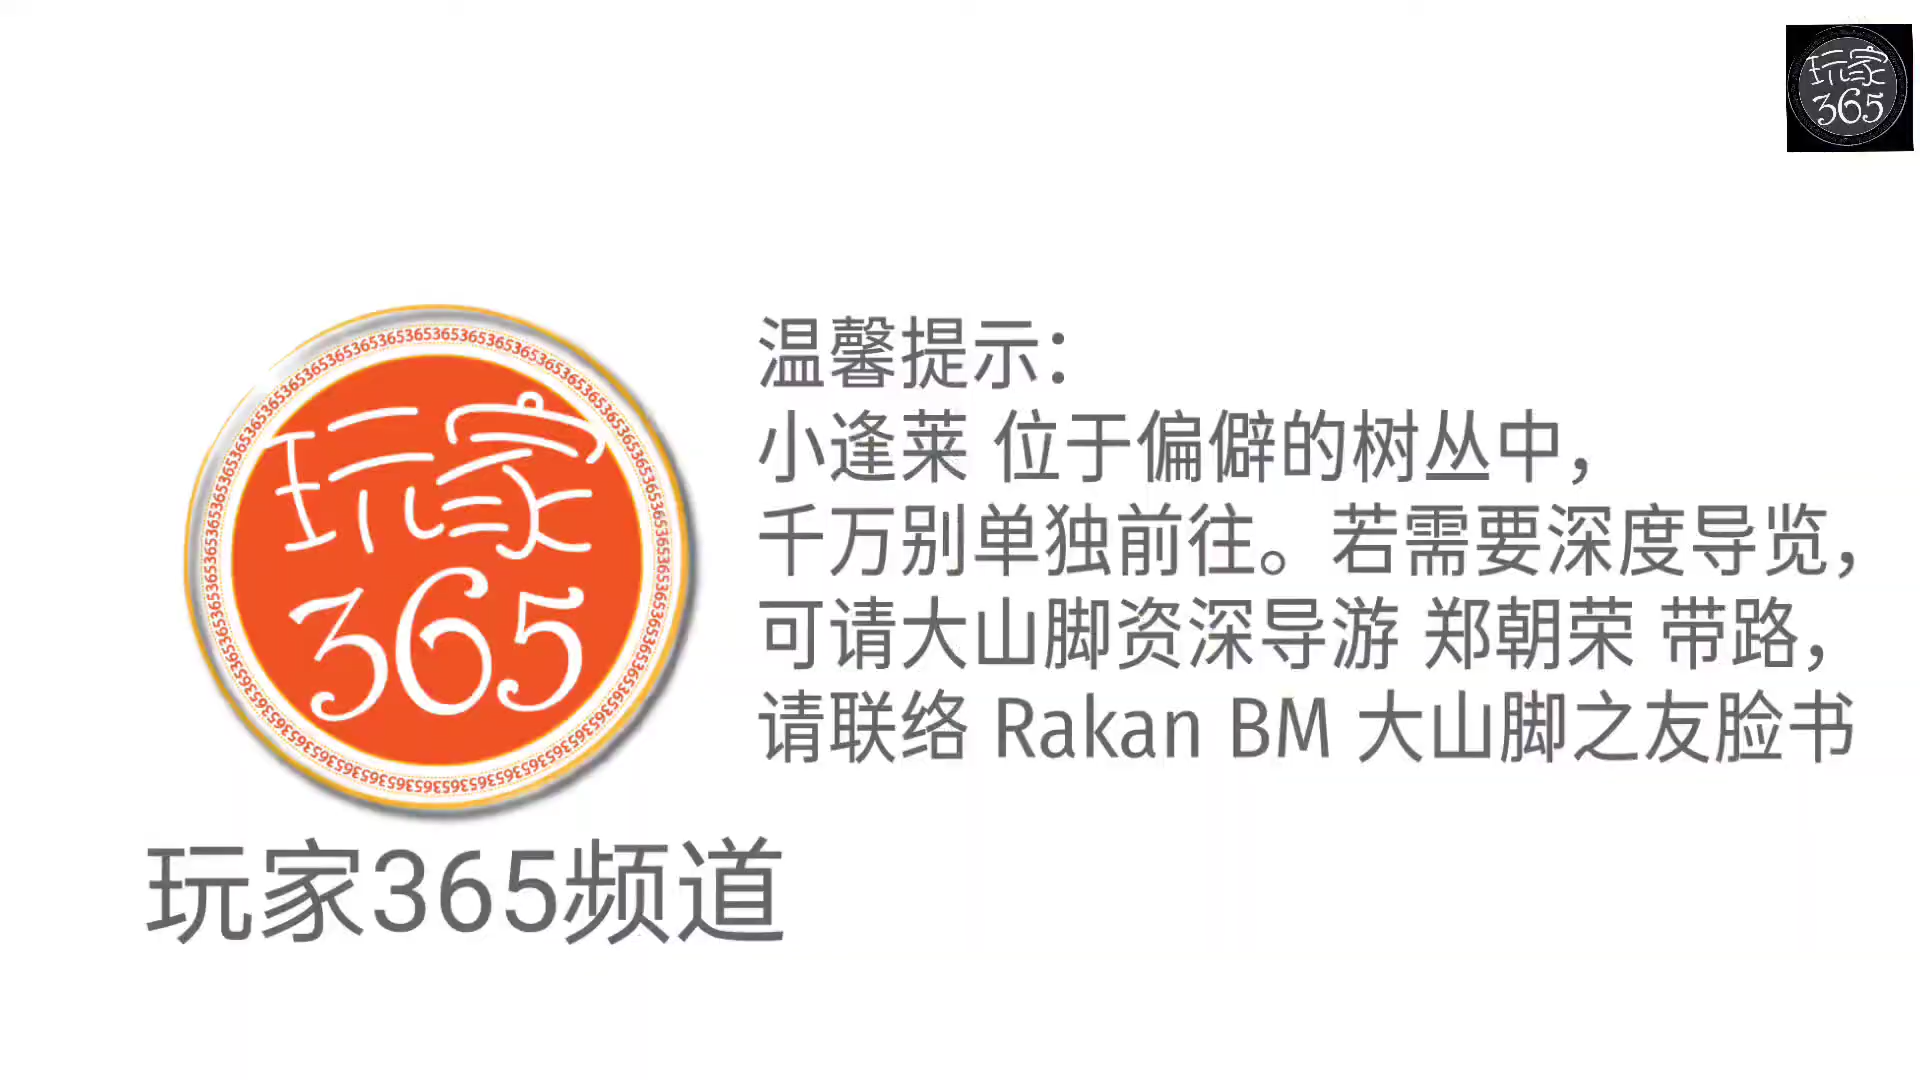 玩家
365
温馨提示：
小逢莱 位于偏僻的树丛中，
千万别单独前往。若需要深度导览，
可请大山脚资深导游 郑朝荣 带路，
请联络 Rakan BM 大山脚之友脸书
玩家
365
玩家365频道